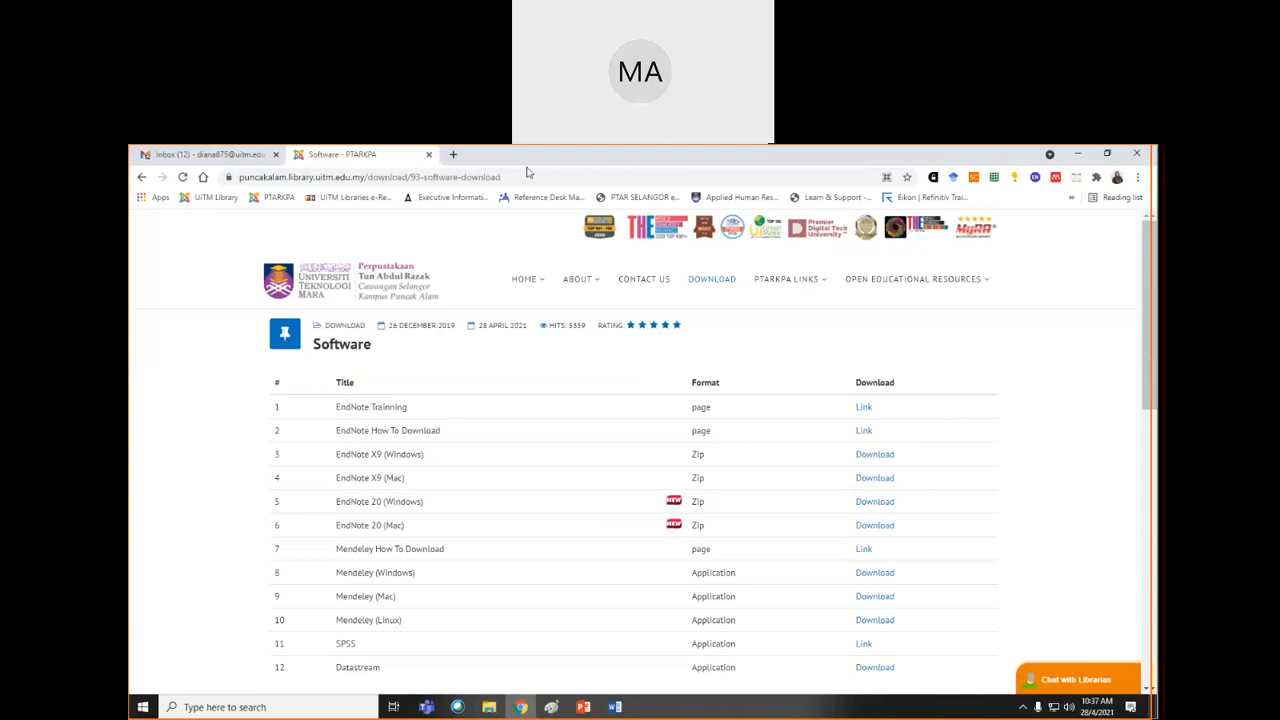 MA
Inbox (12) - diana875@uitm.edu
Software - PTARKPA
puncakalam.library.uitm.edu.my/download/93-software-download
Apps
UiTM Library
PTARKPA
UiTM Libraries e-Re...
Executive Informati...
Reference Desk Ma...
PTAR SELANGOR e...
Applied Human Res...
Learn & Support -...
Eikon | Refinitiv Trai...
»
Reading list
Premier Digital Tech University
MyRA
UNIVERSITI TEKNOLOGI MARA
Perpustakaan
Tun Abdul Razak
Cawangan Selangor
Kampus Puncak Alam
HOME
ABOUT
CONTACT US
DOWNLOAD
PTARKPA LINKS
OPEN EDUCATIONAL RESOURCES
DOWNLOAD 26 DECEMBER 2019 28 APRIL 2021 HITS: 5359 RATING:
Software
# Title Format Download
1 EndNote Trainning page Link
2 EndNote How To Download page Link
3 EndNote X9 (Windows) Zip Download
4 EndNote X9 (Mac) Zip Download
5 EndNote 20 (Windows) NEW Zip Download
6 EndNote 20 (Mac) NEW Zip Download
7 Mendeley How To Download page Link
8 Mendeley (Windows) Application Download
9 Mendeley (Mac) Application Download
10 Mendeley (Linux) Application Download
11 SPSS Application Link
12 Datastream Application Download
Chat with Librarian
Type here to search
10:37 AM
28/4/2021